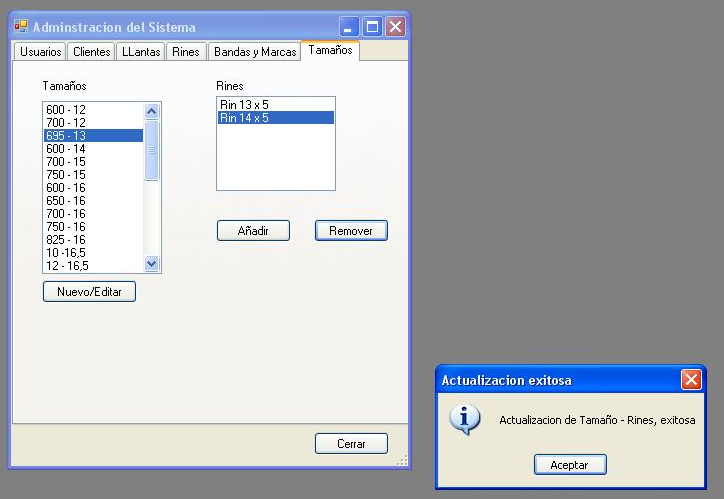 Adminstracion del Sistema
Usuarios Clientes LLantas Rines Bandas y Marcas Tamaños
Tamaños
Rines
600 - 12
700 - 12
695 - 13
600 - 14
700 - 15
750 - 15
600 - 16
650 - 16
700 - 16
750 - 16
825 - 16
10 -16,5
12 - 16,5
Rin 13 x 5
Rin 14 x 5
Añadir
Remover
Nuevo/Editar
Cerrar
Actualizacion exitosa
Actualizacion de Tamaño - Rines, exitosa
Aceptar